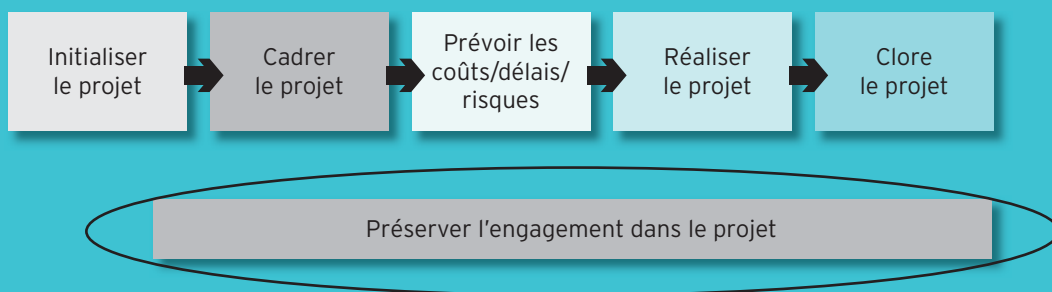 Initialiser
le projet
Cadrer
le projet
Prévoir les
coûts/délais/
risques
Réaliser
le projet
Clore
le projet
Préserver l'engagement dans le projet